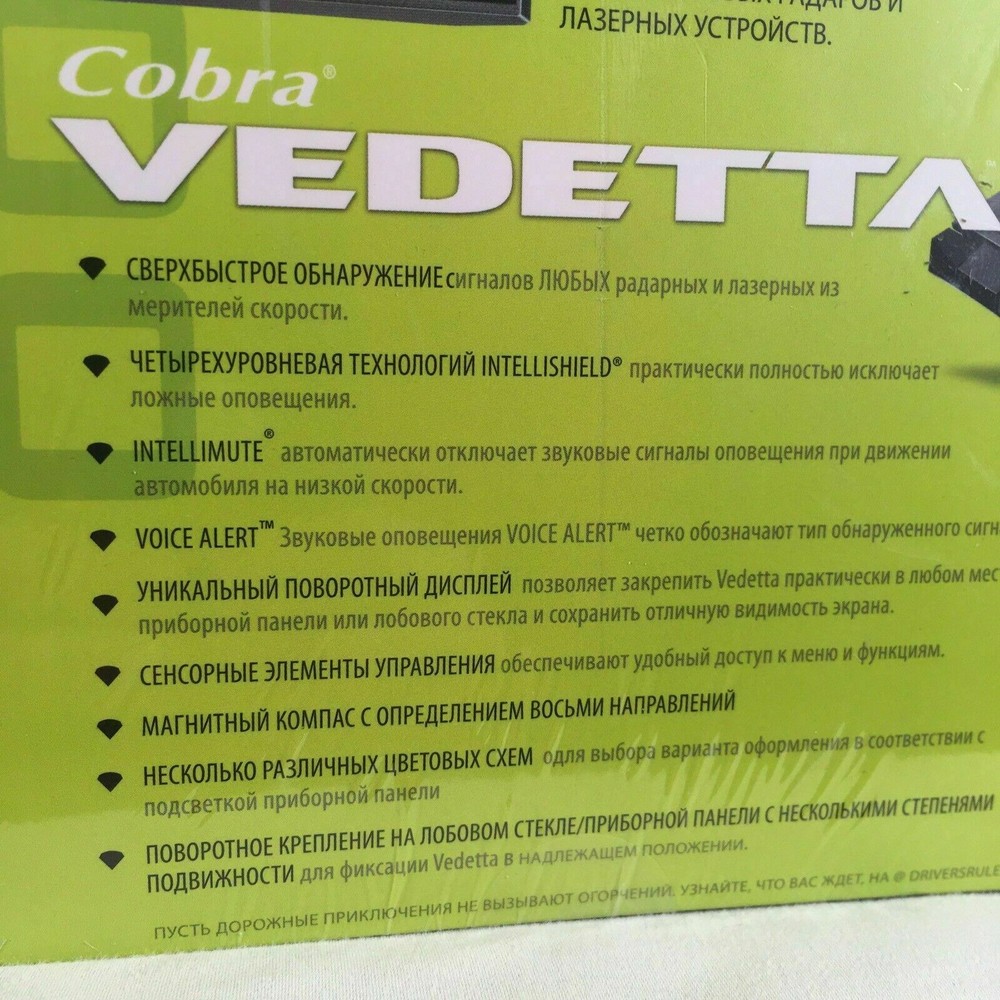 РАДАРОВ И
ЛАЗЕРНЫХ УСТРОЙСТВ.
Cobra®
VEDETTA
СВЕРХБЫСТРОЕ ОБНАРУЖЕНИЕ сигналов ЛЮБЫХ радарных и лазерных из
мерителей скорости.
ЧЕТЫРЕХУРОВНЕВАЯ ТЕХНОЛОГИЙ INTELLISHIELD® практически полностью исключает
ложные оповещения.
INTELLIMUTE® автоматически отключает звуковые сигналы оповещения при движении
автомобиля на низкой скорости.
VOICE ALERT™ Звуковые оповещения VOICE ALERT™ четко обозначают тип обнаруженного сигн
УНИКАЛЬНЫЙ ПОВОРОТНЫЙ ДИСПЛЕЙ позволяет закрепить Vedetta практически в любом мес
приборной панели или лобового стекла и сохранить отличную видимость экрана.
СЕНСОРНЫЕ ЭЛЕМЕНТЫ УПРАВЛЕНИЯ обеспечивают удобный доступ к меню и функциям.
МАГНИТНЫЙ КОМПАС С ОПРЕДЕЛЕНИЕМ ВОСЬМИ НАПРАВЛЕНИЙ
НЕСКОЛЬКО РАЗЛИЧНЫХ ЦВЕТОВЫХ СХЕМ одля выбора варианта оформления в соответствии с
подсветкой приборной панели
ПОВОРОТНОЕ КРЕПЛЕНИЕ НА ЛОБОВОМ СТЕКЛЕ/ПРИБОРНОЙ ПАНЕЛИ С НЕСКОЛЬКИМИ СТЕПЕНЯМИ
ПОДВИЖНОСТИ для фиксации Vedetta в НАДЛЕЖАЩЕМ ПОЛОЖЕНИИ.
ПУСТЬ ДОРОЖНЫЕ ПРИКЛЮЧЕНИЯ НЕ ВЫЗЫВАЮТ ОГОРЧЕНИЙ. УЗНАЙТЕ, ЧТО ВАС ЖДЕТ, НА @ DRIVERSRULE